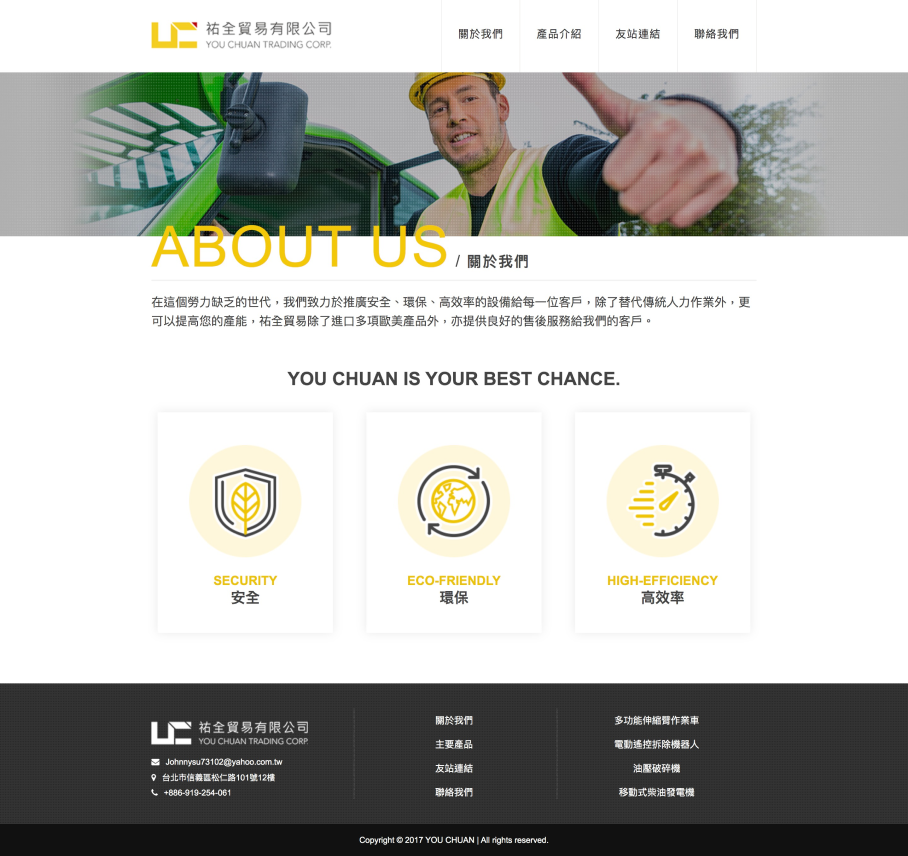 祐全貿易有限公司
YOU CHUAN TRADING CORP.
關於我們
產品介紹
友站連結
聯絡我們
ABOUT US / 關於我們
在這個勞力缺乏的世代，我們致力於推廣安全、環保、高效率的設備給每一位客戶，除了替代傳統人力作業外，更
可以提高您的產能，祐全貿易除了進口多項歐美產品外，亦提供良好的售後服務給我們的客戶。
YOU CHUAN IS YOUR BEST CHANCE.
SECURITY
安全
ECO-FRIENDLY
環保
HIGH-EFFICIENCY
高效率
祐全貿易有限公司
YOU CHUAN TRADING CORP.
Johnnysu73102@yahoo.com.tw
台北市信義區松仁路101號12樓
+886-919-254-061
關於我們
主要產品
友站連結
聯絡我們
多功能伸縮臂作業車
電動遙控拆除機器人
油壓破碎機
移動式柴油發電機
Copyright © 2017 YOU CHUAN | All rights reserved.